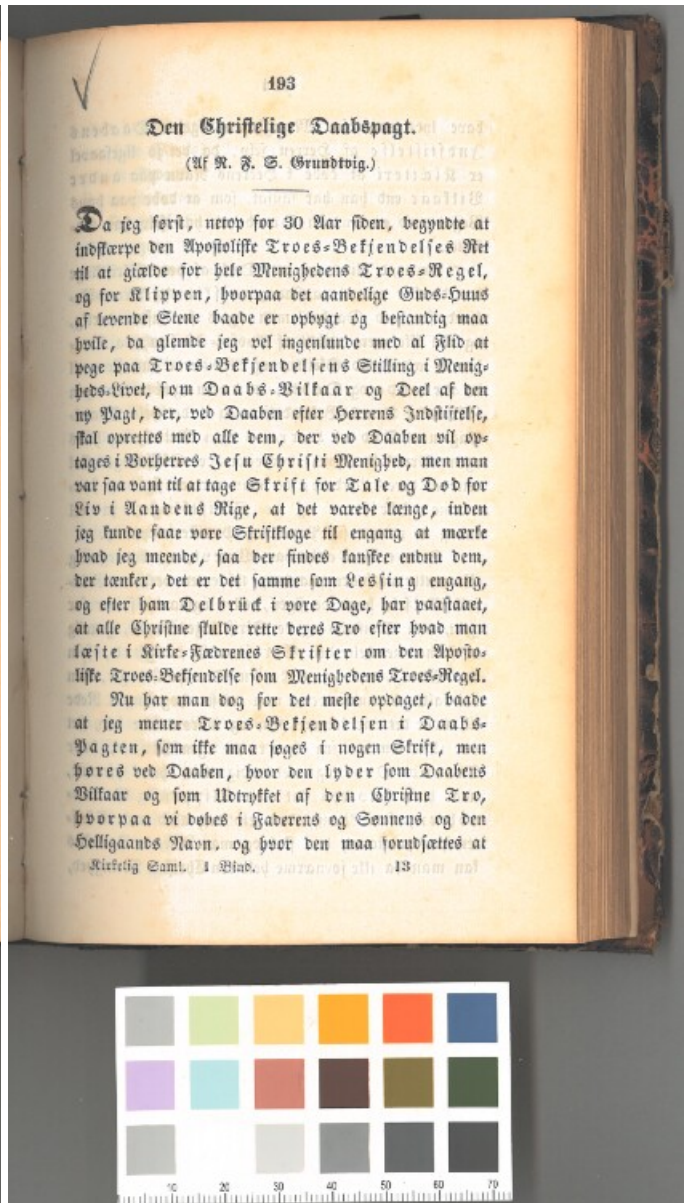 193
Den Christelige Daabspagt.
(Af N. F. S. Grundtvig.)
Da jeg først, netop for 30 Aar siden, begyndte at
indskærpe den Apostoliske Troes-Bekjendelses Ret
til at giælde for hele Menighedens Troes-Regel,
og for Klippen, hvorpaa det aandelige Guds-Huus
af levende Stene baade er opbygt og bestandig maa
hvile, da glemde jeg vel ingenlunde med al Flid at
pege paa Troes-Bekjendelsens Stilling i Menig-
heds-Livet, som Daabs-Vilkaar og Deel af den
ny Pagt, der, ved Daaben efter Herrens Indstiftelse,
skal oprettes med alle dem, der ved Daaben vil op-
tages i Vorherres Jesu Christi Menighed, men man
var saa vant til at tage Skrift for Tale og Død for
Liv i Aandens Rige, at det varede længe, inden
jeg kunde faae vore Skriftkloge til engang at mærke
hvad jeg meende, saa der findes kanskee endnu dem,
der tænker, det er det samme som Lessing engang,
og efter ham Delbrück i vore Dage, har paastaaet,
at alle Christne skulde rette deres Tro efter hvad man
læste i Kirke-Fædrenes Skrifter om den Aposto-
liske Troes-Bekjendelse som Menighedens Troes-Regel.
Nu har man dog for det meste opdaget, baade
at jeg mener Troes-Bekjendelsen i Daabs-
Pagten, som ikke maa søges i nogen Skrift, men
høres ved Daaben, hvor den lyder som Daabens
Vilkaar og som Udtrykket af den Christne Tro,
hvorpaa vi døbes i Faderens og Sønnens og den
Helligaands Navn, og hvor den maa forudsættes at
Kirkelig Saml. 1 Bind. 13
10 20 30 40 50 60 70